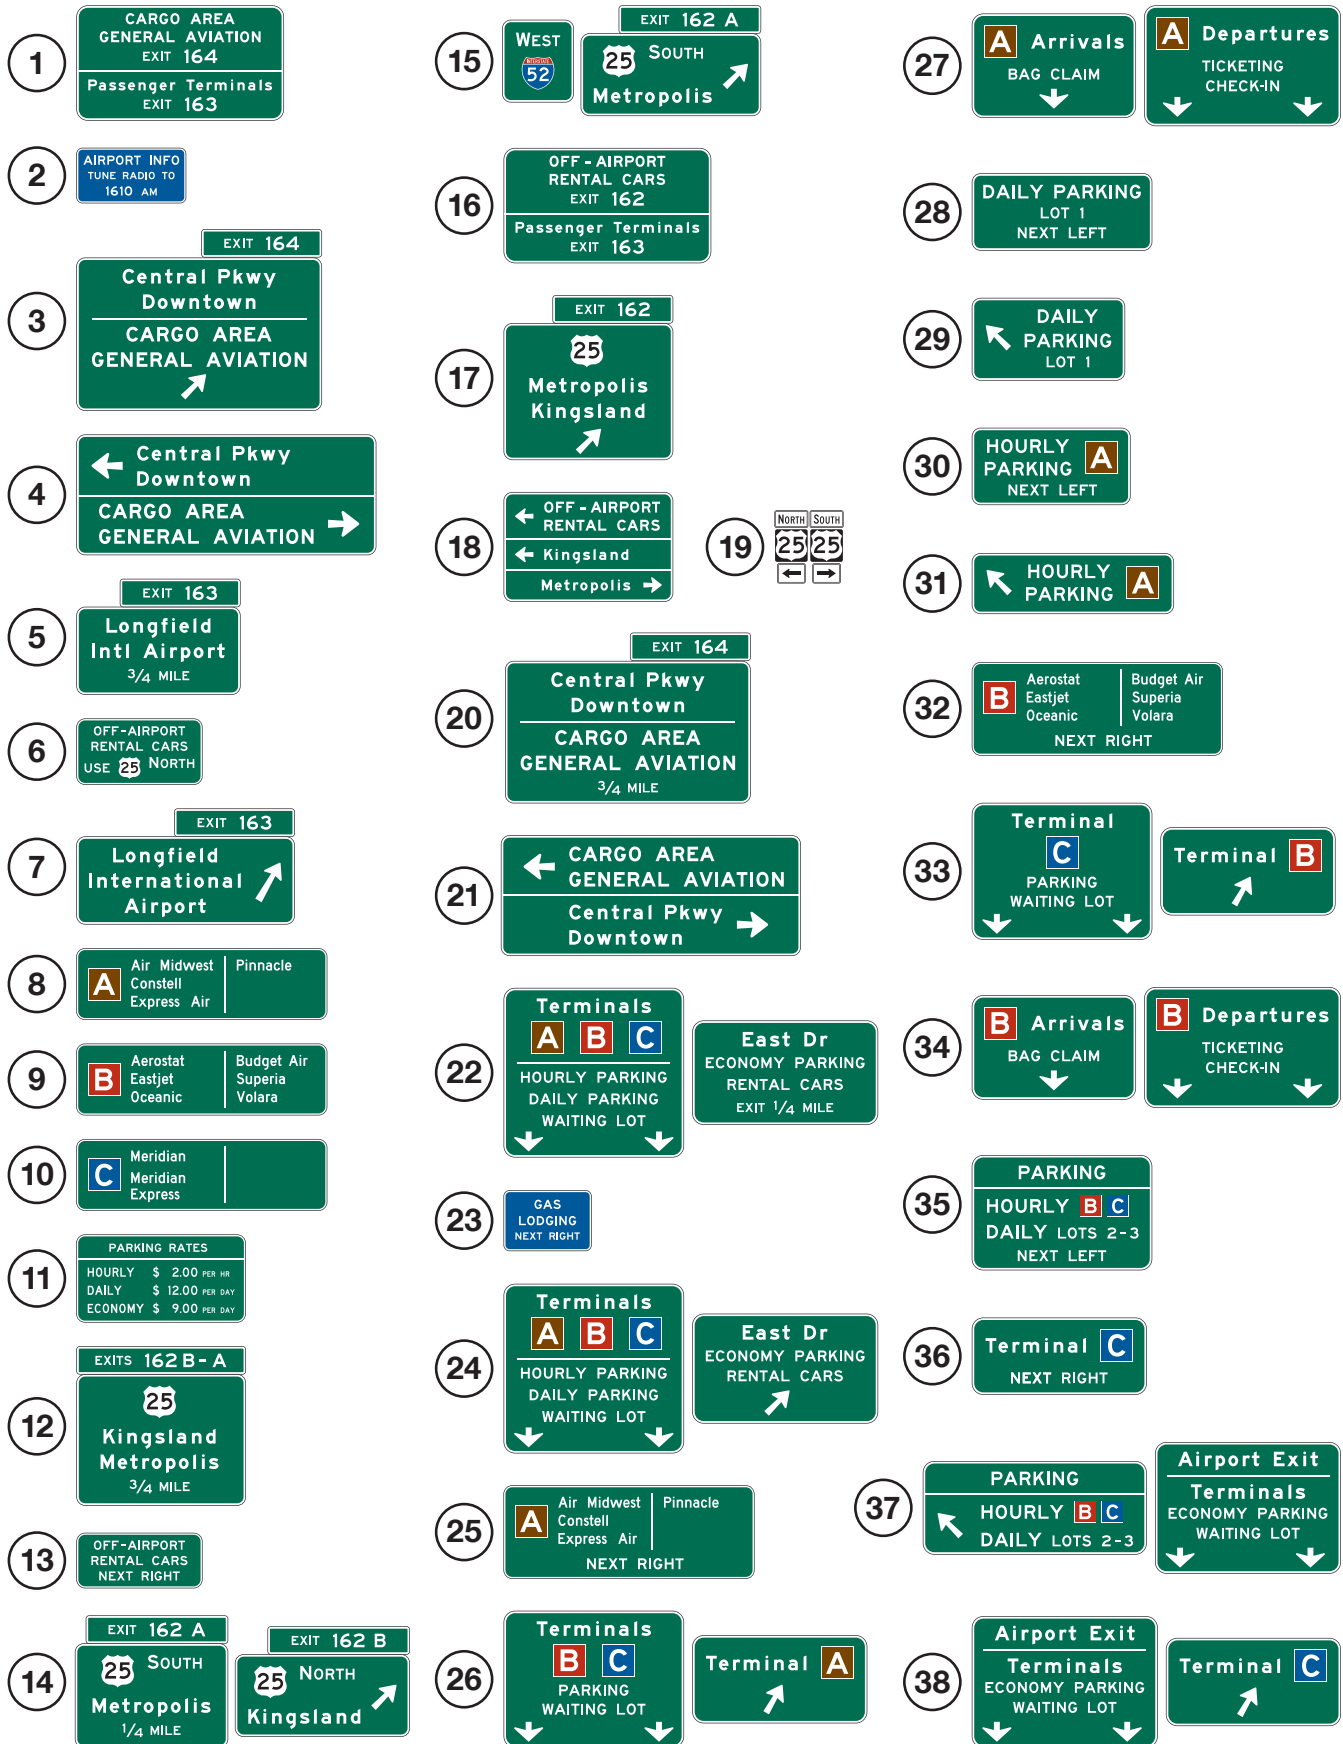 1
CARGO AREA
GENERAL AVIATION
EXIT 164
Passenger Terminals
EXIT 163
2
AIRPORT INFO
TUNE RADIO TO
1610 AM
3
EXIT 164
Central Pkwy
Downtown
CARGO AREA
GENERAL AVIATION
4
Central Pkwy
Downtown
CARGO AREA
GENERAL AVIATION
5
EXIT 163
Longfield
Intl Airport
3/4 MILE
6
OFF-AIRPORT
RENTAL CARS
USE 25 NORTH
7
EXIT 163
Longfield
International
Airport
8
A
Air Midwest
Constell
Express Air
Pinnacle
9
B
Aerostat
Eastjet
Oceanic
Budget Air
Superia
Volara
10
C
Meridian
Meridian
Express
11
PARKING RATES
HOURLY $ 2.00 PER HR
DAILY $ 12.00 PER DAY
ECONOMY $ 9.00 PER DAY
12
EXITS 162 B-A
25
Kingsland
Metropolis
3/4 MILE
13
OFF-AIRPORT
RENTAL CARS
NEXT RIGHT
14
EXIT 162 A
25 SOUTH
Metropolis
1/4 MILE
EXIT 162 B
25 NORTH
Kingsland
15
WEST
INTERSTATE
52
EXIT 162 A
25 SOUTH
Metropolis
16
OFF-AIRPORT
RENTAL CARS
EXIT 162
Passenger Terminals
EXIT 163
17
EXIT 162
25
Metropolis
Kingsland
18
OFF-AIRPORT
RENTAL CARS
Kingsland
Metropolis
19
NORTH SOUTH
25 25
20
EXIT 164
Central Pkwy
Downtown
CARGO AREA
GENERAL AVIATION
3/4 MILE
21
CARGO AREA
GENERAL AVIATION
Central Pkwy
Downtown
22
Terminals
A B C
HOURLY PARKING
DAILY PARKING
WAITING LOT
East Dr
ECONOMY PARKING
RENTAL CARS
EXIT 1/4 MILE
23
GAS
LODGING
NEXT RIGHT
24
Terminals
A B C
HOURLY PARKING
DAILY PARKING
WAITING LOT
East Dr
ECONOMY PARKING
RENTAL CARS
25
A
Air Midwest
Constell
Express Air
Pinnacle
NEXT RIGHT
26
Terminals
B C
PARKING
WAITING LOT
Terminal A
27
A Arrivals
BAG CLAIM
A Departures
TICKETING
CHECK-IN
28
DAILY PARKING
LOT 1
NEXT LEFT
29
DAILY
PARKING
LOT 1
30
HOURLY
PARKING A
NEXT LEFT
31
HOURLY
PARKING A
32
B
Aerostat
Eastjet
Oceanic
Budget Air
Superia
Volara
NEXT RIGHT
33
Terminal
C
PARKING
WAITING LOT
Terminal B
34
B Arrivals
BAG CLAIM
B Departures
TICKETING
CHECK-IN
35
PARKING
HOURLY B C
DAILY LOTS 2-3
NEXT LEFT
36
Terminal C
NEXT RIGHT
37
PARKING
HOURLY B C
DAILY LOTS 2-3
Airport Exit
Terminals
ECONOMY PARKING
WAITING LOT
38
Airport Exit
Terminals
ECONOMY PARKING
WAITING LOT
Terminal C